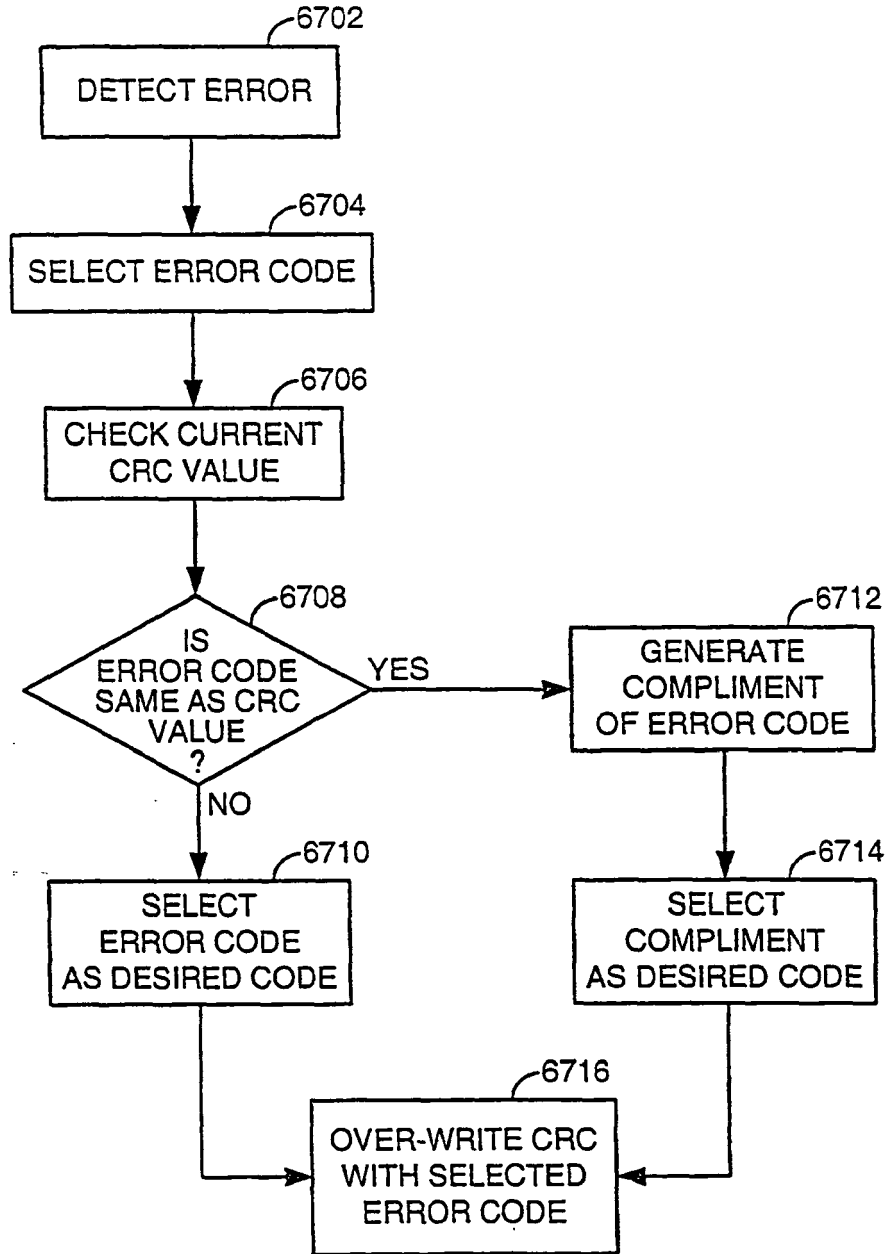 6702
DETECT ERROR
6704
SELECT ERROR CODE
6706
CHECK CURRENT
CRC VALUE
6708
IS
ERROR CODE
SAME AS CRC
VALUE
?
YES
NO
6712
GENERATE
COMPLIMENT
OF ERROR CODE
6710
SELECT
ERROR CODE
AS DESIRED CODE
6714
SELECT
COMPLIMENT
AS DESIRED CODE
6716
OVER-WRITE CRC
WITH SELECTED
ERROR CODE